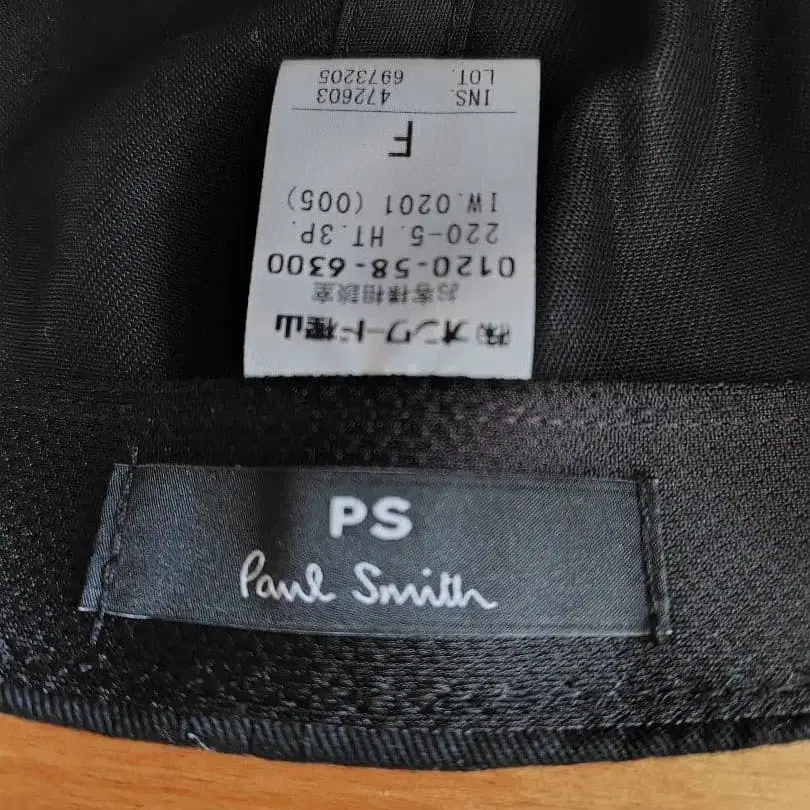 ㈱オンワード樫山
お客様相談室
0120-58-6300
220-5. HT.3P.
IW.0201 (005)
F
INS. 472603
LOT. 6973205
PS
Paul Smith